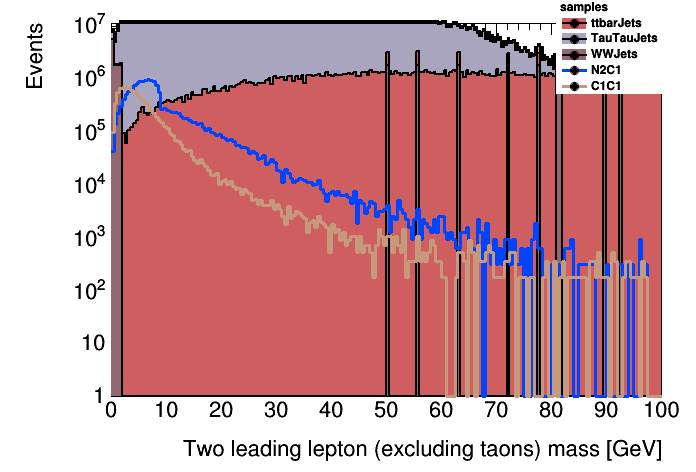 samples
ttbarJets
TauTauJets
WWJets
N2C1
C1C1
Events
10⁷
10⁶
10⁵
10⁴
10³
10²
10
1
0 10 20 30 40 50 60 70 80 90 100
Two leading lepton (excluding taons) mass [GeV]